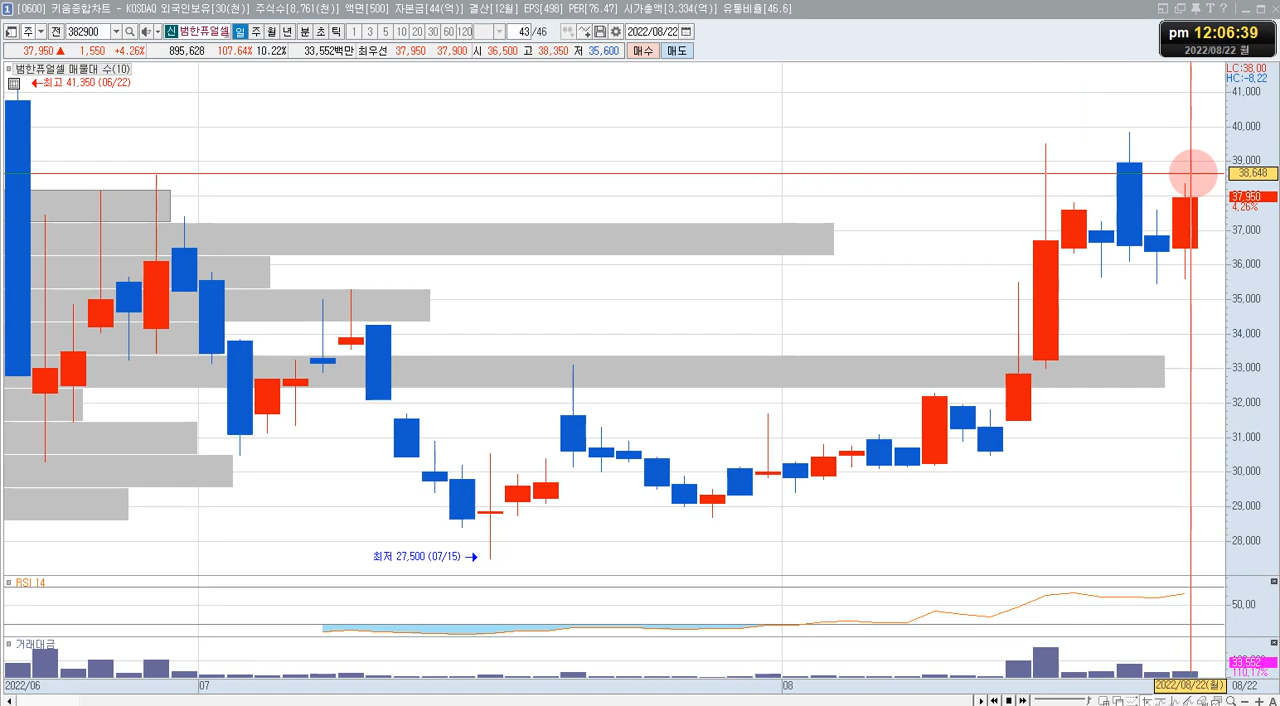 [0600] 키움종합차트 - KOSDAQ 외국인보유[30(천)] 주식수[8,761(천)] 액면[500] 자본금[44(억)] 결산[12월] EPS[498] PER[76.47] 시가총액[3,334(억)] 유동비율[46.6]
주 전 382900 신 범한퓨얼셀 일 주 월 년 분 초 틱 1 3 5 10 20 30 60 120 43/46 2022/08/22
37,950 ▲ 1,550 +4.26% 895,628 107.64% 10.22% 33,552백만 최우선 37,950 37,900 시 36,500 고 38,350 저 35,600 매수 매도
pm 12:06:39
2022/08/22 월
범한퓨얼셀 매물대 수(10)
←최고 41,350 (06/22)
LC:38.00
HC:-8.22
41,000
40,000
39,000
38,648
37,950
4.26%
37,000
36,000
35,000
34,000
33,000
32,000
31,000
30,000
29,000
28,000
최저 27,500 (07/15) →
RSI 14
50,00
거래대금
33,552
110.17%
2022/06 07 08 2022/08/22(월) 08/22